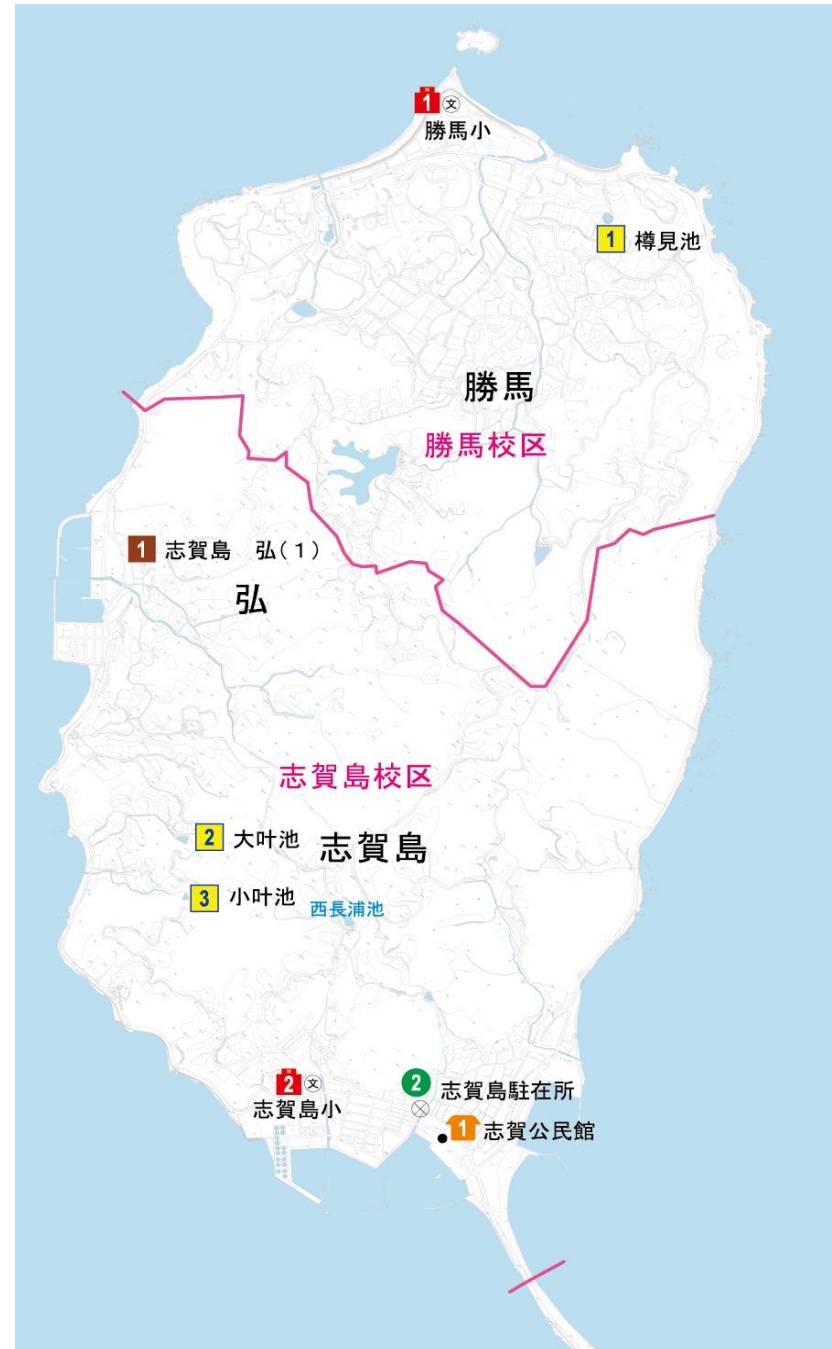 1 文
勝馬小
1 樽見池
勝馬
勝馬校区
1 志賀島 弘(1)
弘
志賀島校区
2 大叶池
志賀島
3 小叶池
西長浦池
2 文
志賀島小
2 志賀島駐在所
1 志賀公民館